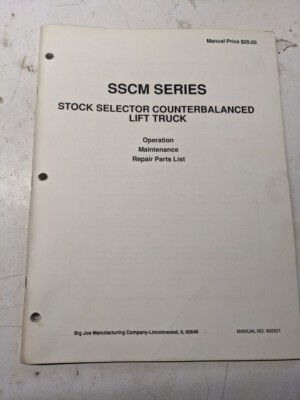 Manual Price $20.00
SSCM SERIES
STOCK SELECTOR COUNTERBALANCED
LIFT TRUCK
Operation
Maintenance
Repair Parts List
Big Joe Manufacturing Company-Lincolnwood, IL 60646
MANUAL NO.